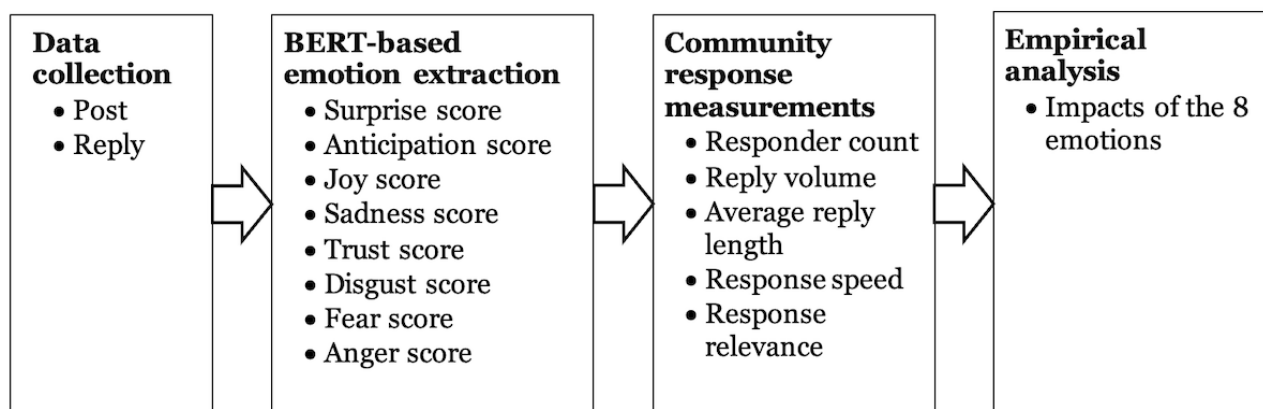 Data
collection
• Post
• Reply
BERT-based
emotion extraction
• Surprise score
• Anticipation score
• Joy score
• Sadness score
• Trust score
• Disgust score
• Fear score
• Anger score
Community
response
measurements
• Responder count
• Reply volume
• Average reply
length
• Response speed
• Response
relevance
Empirical
analysis
• Impacts of the 8
emotions